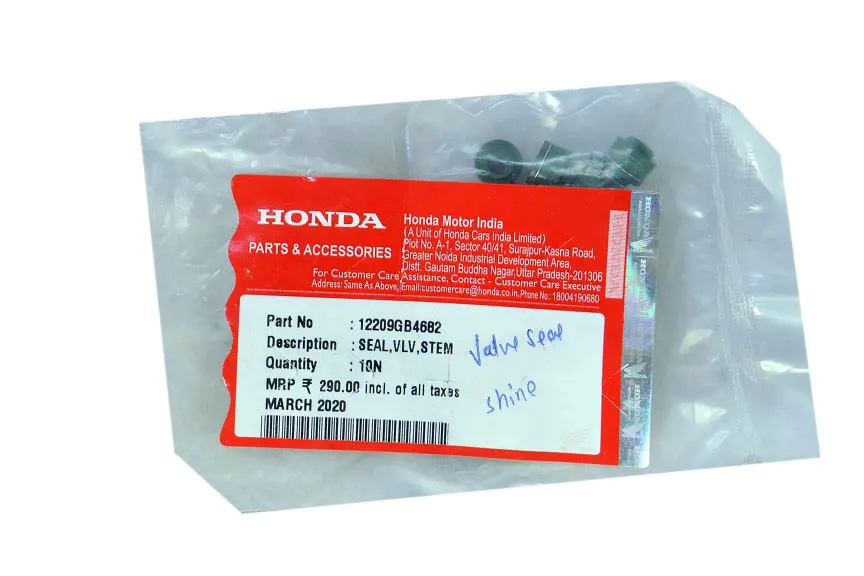 HONDA
PARTS & ACCESSORIES
Honda Motor India
(A Unit of Honda Cars India Limited)
Plot No. A-1, Sector 40/41, Surajpur-Kasna Road,
Greater Noida Industrial Development Area,
Distt. Gautam Buddha Nagar, Uttar Pradesh-201306
For Customer Care Assistance, Contact - Customer Care Executive
Address: Same As Above, Email:customercare@honda.co.in, Phone No.: 18004190680
Part No : 12209GB4682
Description : SEAL,VLV,STEM
Quantity : 10N
MRP ₹ 290.00 incl. of all taxes
MARCH 2020
Valve seal
shine
HONDA
HONDA
HONDA